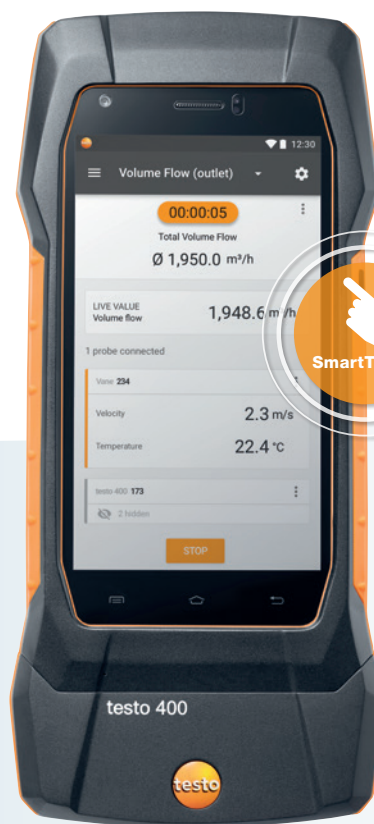 12:30
Volume Flow (outlet)
00:00:05
Total Volume Flow
Ø 1,950.0 m³/h
LIVE VALUE
Volume flow
1,948.6 m³/h
1 probe connected
Vane 234
Velocity
2.3 m/s
Temperature
22.4 °C
testo 400 173
2 hidden
STOP
SmartT
testo 400
testo